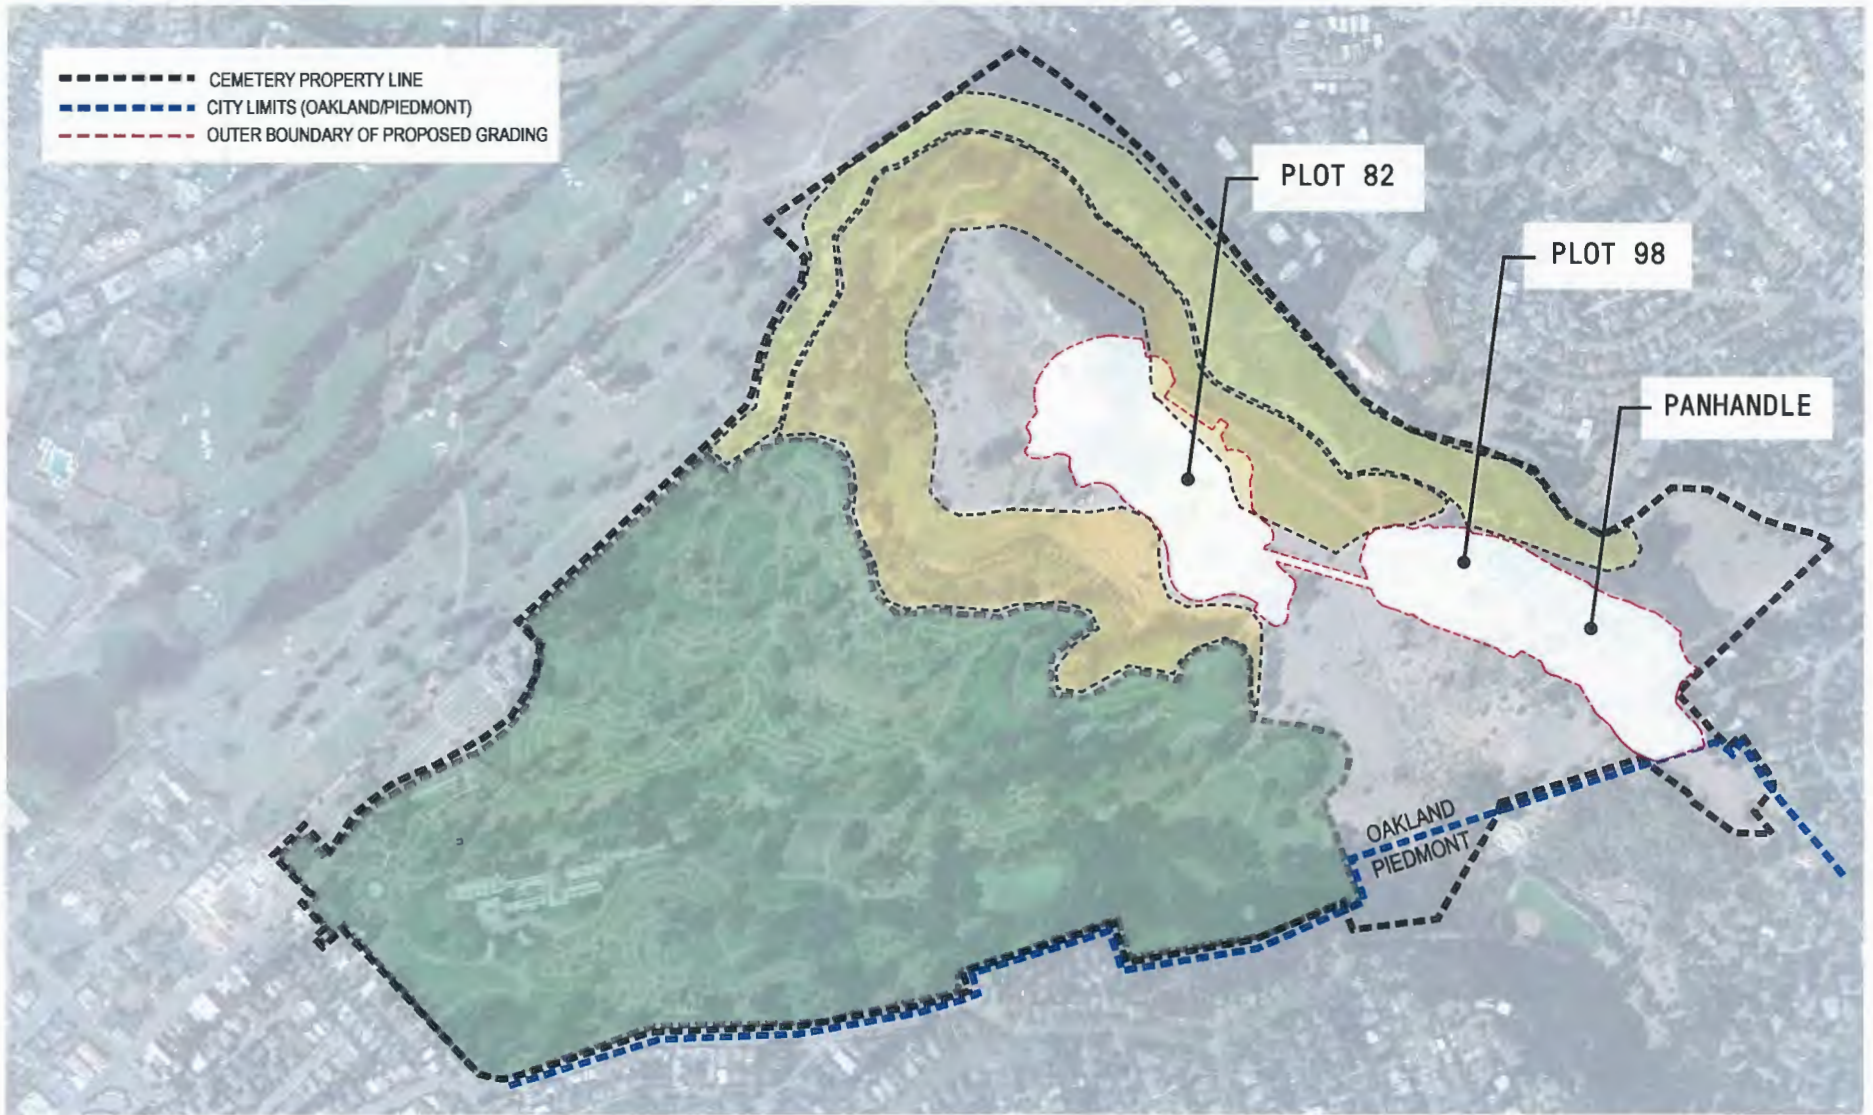 CEMETERY PROPERTY LINE
CITY LIMITS (OAKLAND/PIEDMONT)
OUTER BOUNDARY OF PROPOSED GRADING
PLOT 82
PLOT 98
PANHANDLE
OAKLAND
PIEDMONT